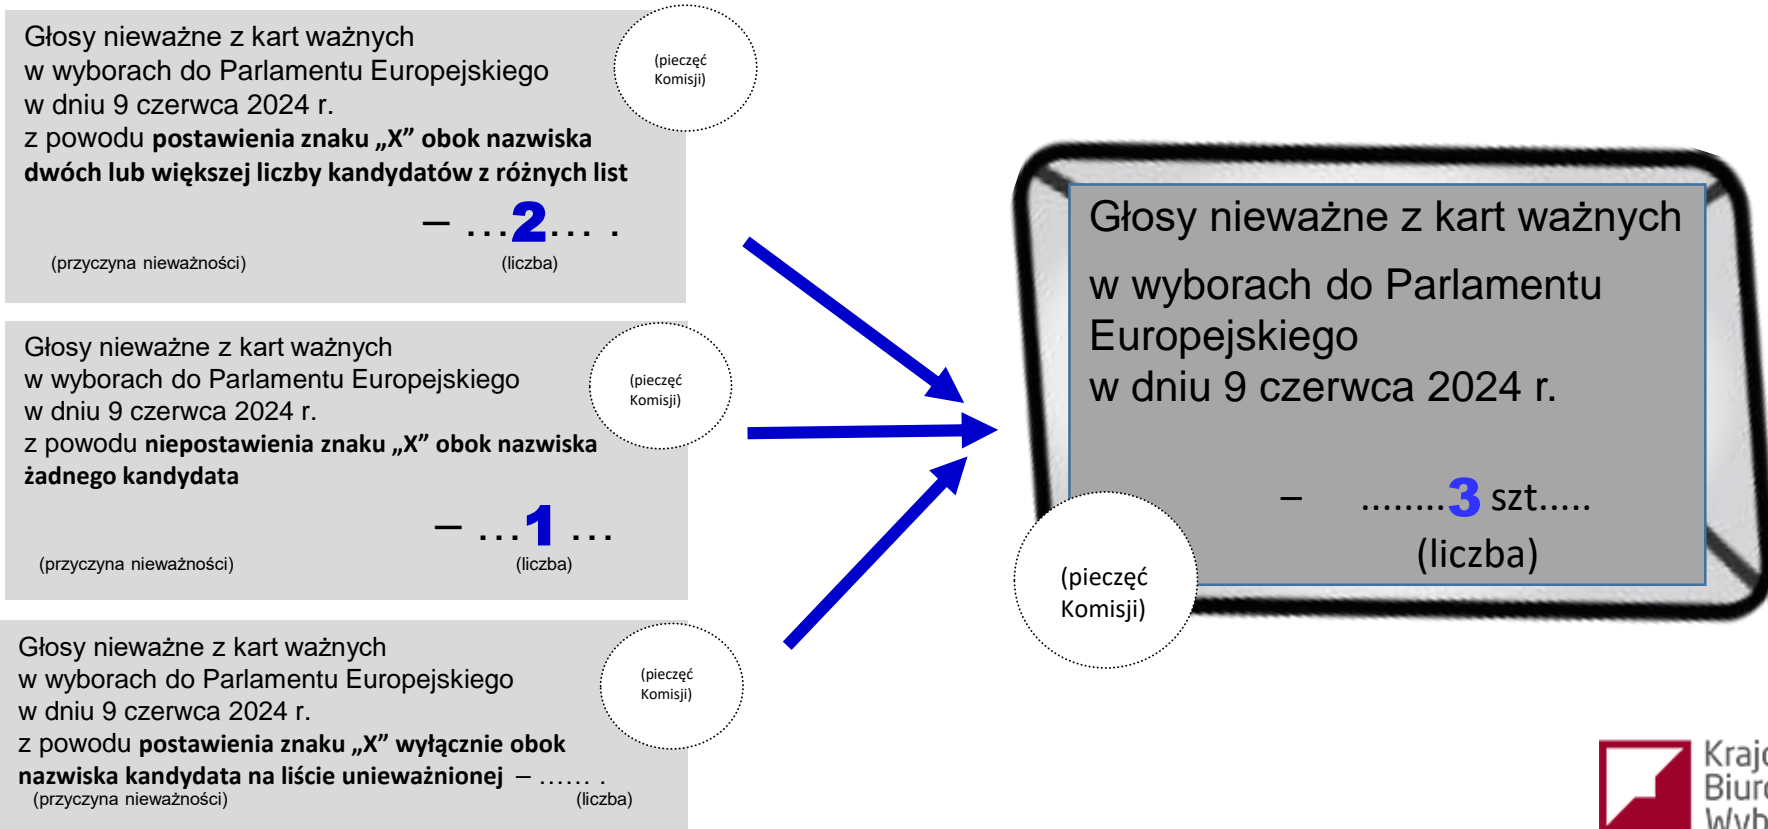 Głosy nieważne z kart ważnych
w wyborach do Parlamentu Europejskiego
w dniu 9 czerwca 2024 r.
z powodu postawienia znaku „X” obok nazwiska
dwóch lub większej liczby kandydatów z różnych list
– ...2... .
(przyczyna nieważności) (liczba)
(pieczęć
Komisji)
Głosy nieważne z kart ważnych
w wyborach do Parlamentu Europejskiego
w dniu 9 czerwca 2024 r.
z powodu niepostawienia znaku „X” obok nazwiska
żadnego kandydata
– ...1 ...
(przyczyna nieważności) (liczba)
(pieczęć
Komisji)
Głosy nieważne z kart ważnych
w wyborach do Parlamentu Europejskiego
w dniu 9 czerwca 2024 r.
z powodu postawienia znaku „X” wyłącznie obok
nazwiska kandydata na liście unieważnionej – ...... .
(przyczyna nieważności) (liczba)
(pieczęć
Komisji)
Głosy nieważne z kart ważnych
w wyborach do Parlamentu
Europejskiego
w dniu 9 czerwca 2024 r.
– ........3 szt.....
(liczba)
(pieczęć
Komisji)